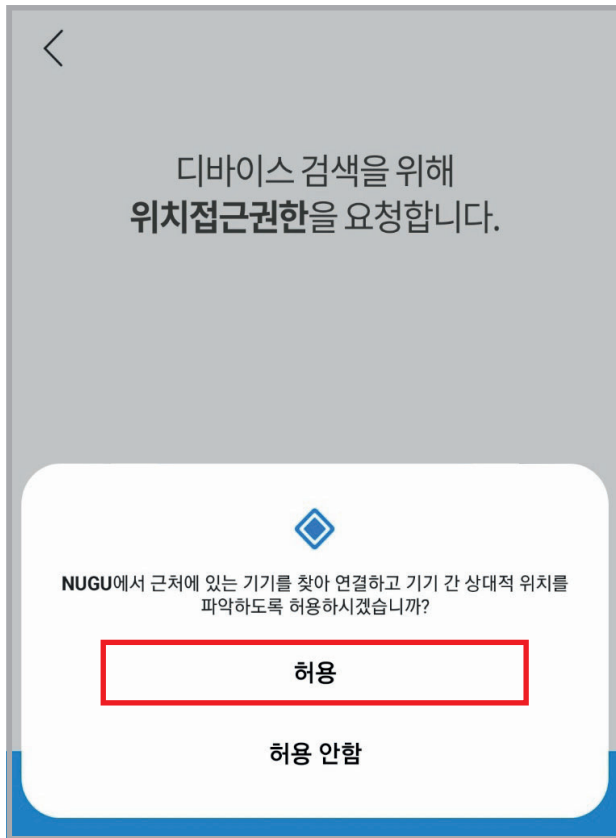 디바이스 검색을 위해
위치접근권한을 요청합니다.
NUGU에서 근처에 있는 기기를 찾아 연결하고 기기 간 상대적 위치를
파악하도록 허용하시겠습니까?
허용
허용 안함